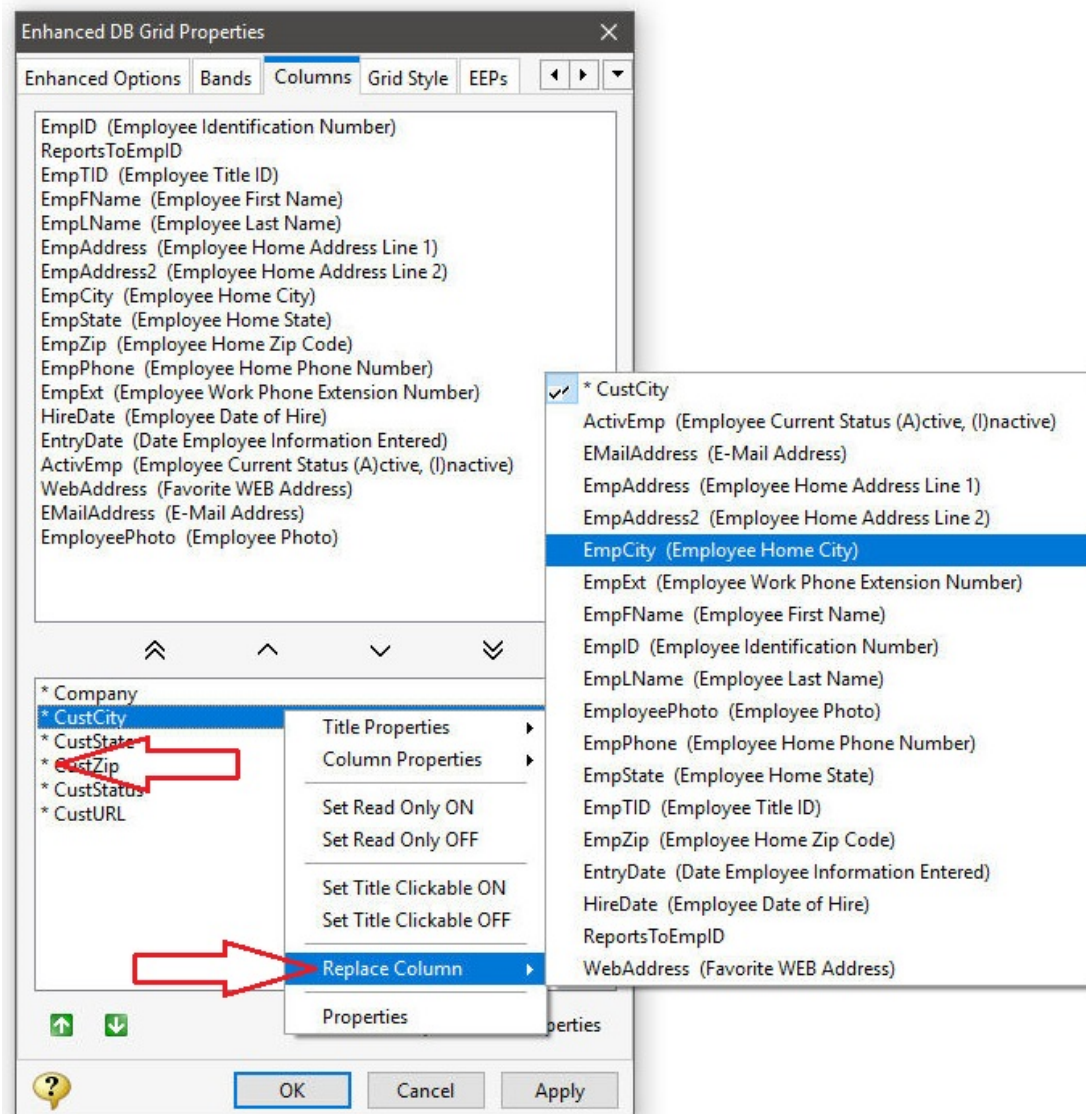 Enhanced DB Grid Properties
Enhanced Options Bands Columns Grid Style EEPs
EmpID (Employee Identification Number)
ReportsToEmpID
EmpTID (Employee Title ID)
EmpFName (Employee First Name)
EmpLName (Employee Last Name)
EmpAddress (Employee Home Address Line 1)
EmpAddress2 (Employee Home Address Line 2)
EmpCity (Employee Home City)
EmpState (Employee Home State)
EmpZip (Employee Home Zip Code)
EmpPhone (Employee Home Phone Number)
EmpExt (Employee Work Phone Extension Number)
HireDate (Employee Date of Hire)
EntryDate (Date Employee Information Entered)
ActivEmp (Employee Current Status (A)ctive, (I)nactive)
WebAddress (Favorite WEB Address)
EMailAddress (E-Mail Address)
EmployeePhoto (Employee Photo)
* Company
* CustCity
* CustState
* CustZip
* CustStatus
* CustURL
Title Properties
Column Properties
Set Read Only ON
Set Read Only OFF
Set Title Clickable ON
Set Title Clickable OFF
Replace Column
Properties
* CustCity
ActivEmp (Employee Current Status (A)ctive, (I)nactive)
EMailAddress (E-Mail Address)
EmpAddress (Employee Home Address Line 1)
EmpAddress2 (Employee Home Address Line 2)
EmpCity (Employee Home City)
EmpExt (Employee Work Phone Extension Number)
EmpFName (Employee First Name)
EmpID (Employee Identification Number)
EmpLName (Employee Last Name)
EmployeePhoto (Employee Photo)
EmpPhone (Employee Home Phone Number)
EmpState (Employee Home State)
EmpTID (Employee Title ID)
EmpZip (Employee Home Zip Code)
EntryDate (Date Employee Information Entered)
HireDate (Employee Date of Hire)
ReportsToEmpID
WebAddress (Favorite WEB Address)
perties
OK Cancel Apply